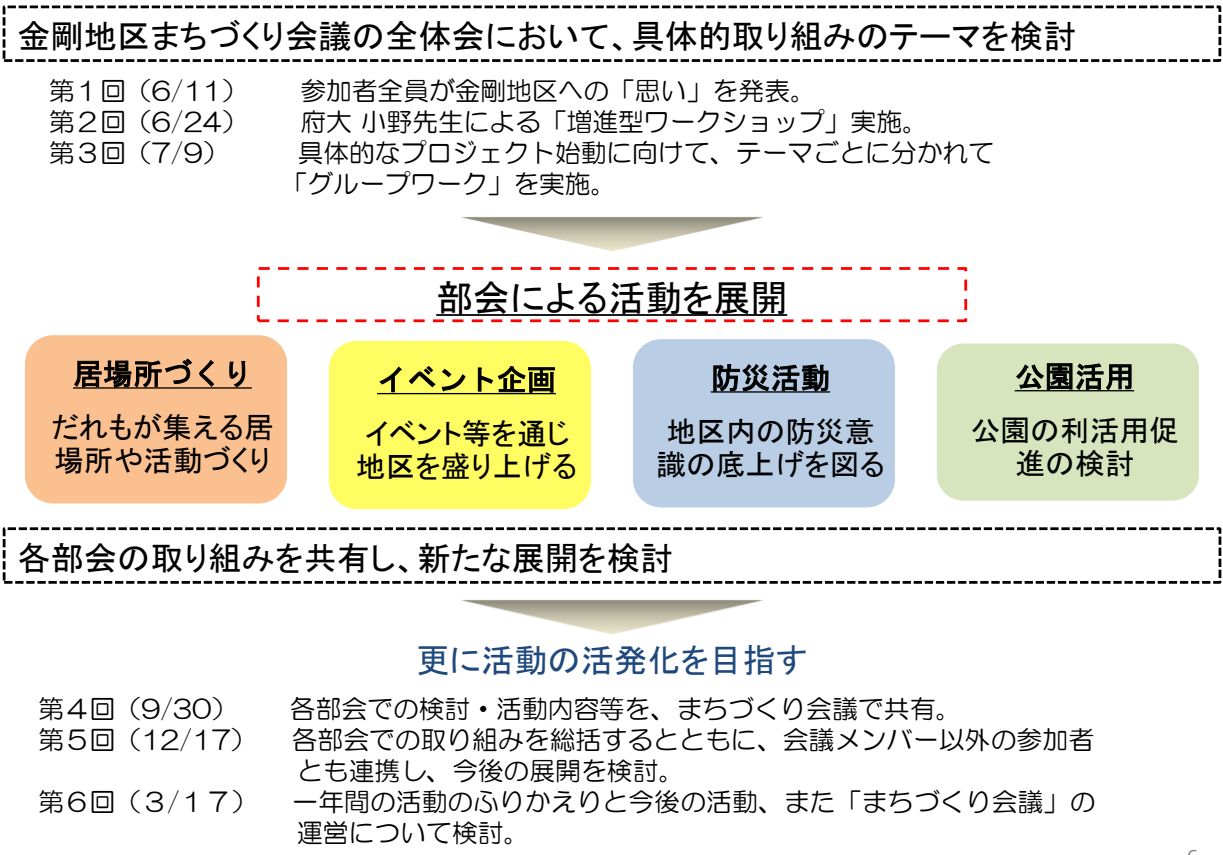 金剛地区まちづくり会議の全体会において、具体的取り組みのテーマを検討
第1回（6/11）　参加者全員が金剛地区への「思い」を発表。
第2回（6/24）　府大 小野先生による「増進型ワークショップ」実施。
第3回（7/9）　具体的なプロジェクト始動に向けて、テーマごとに分かれて
「グループワーク」を実施。
部会による活動を展開
居場所づくり
だれもが集える居
場所や活動づくり
イベント企画
イベント等を通じ
地区を盛り上げる
防災活動
地区内の防災意
識の底上げを図る
公園活用
公園の利活用促
進の検討
各部会の取り組みを共有し、新たな展開を検討
更に活動の活発化を目指す
第4回（9/30）　各部会での検討・活動内容等を、まちづくり会議で共有。
第5回（12/17）　各部会での取り組みを総括するとともに、会議メンバー以外の参加者
とも連携し、今後の展開を検討。
第6回（3/17）　一年間の活動のふりかえりと今後の活動、また「まちづくり会議」の
運営について検討。